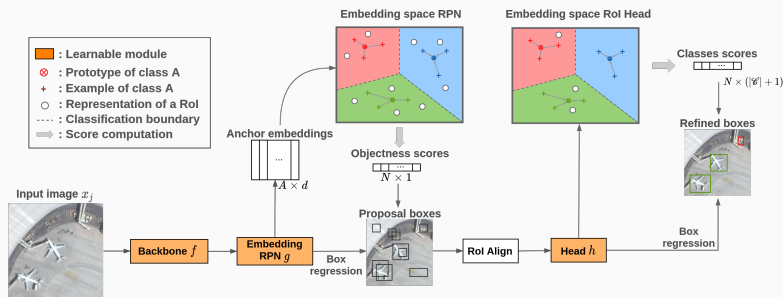 Embedding space RPN
Embedding space RoI Head
: Learnable module
: Prototype of class A
: Example of class A
: Representation of a RoI
: Classification boundary
: Score computation
Classes scores
...
N × (|𝒞| + 1)
Anchor embeddings
...
A × d
Objectness scores
...
N × 1
Refined boxes
Input image x_j
Proposal boxes
Backbone f
Embedding
RPN g
Box
regression
RoI Align
Head h
Box
regression